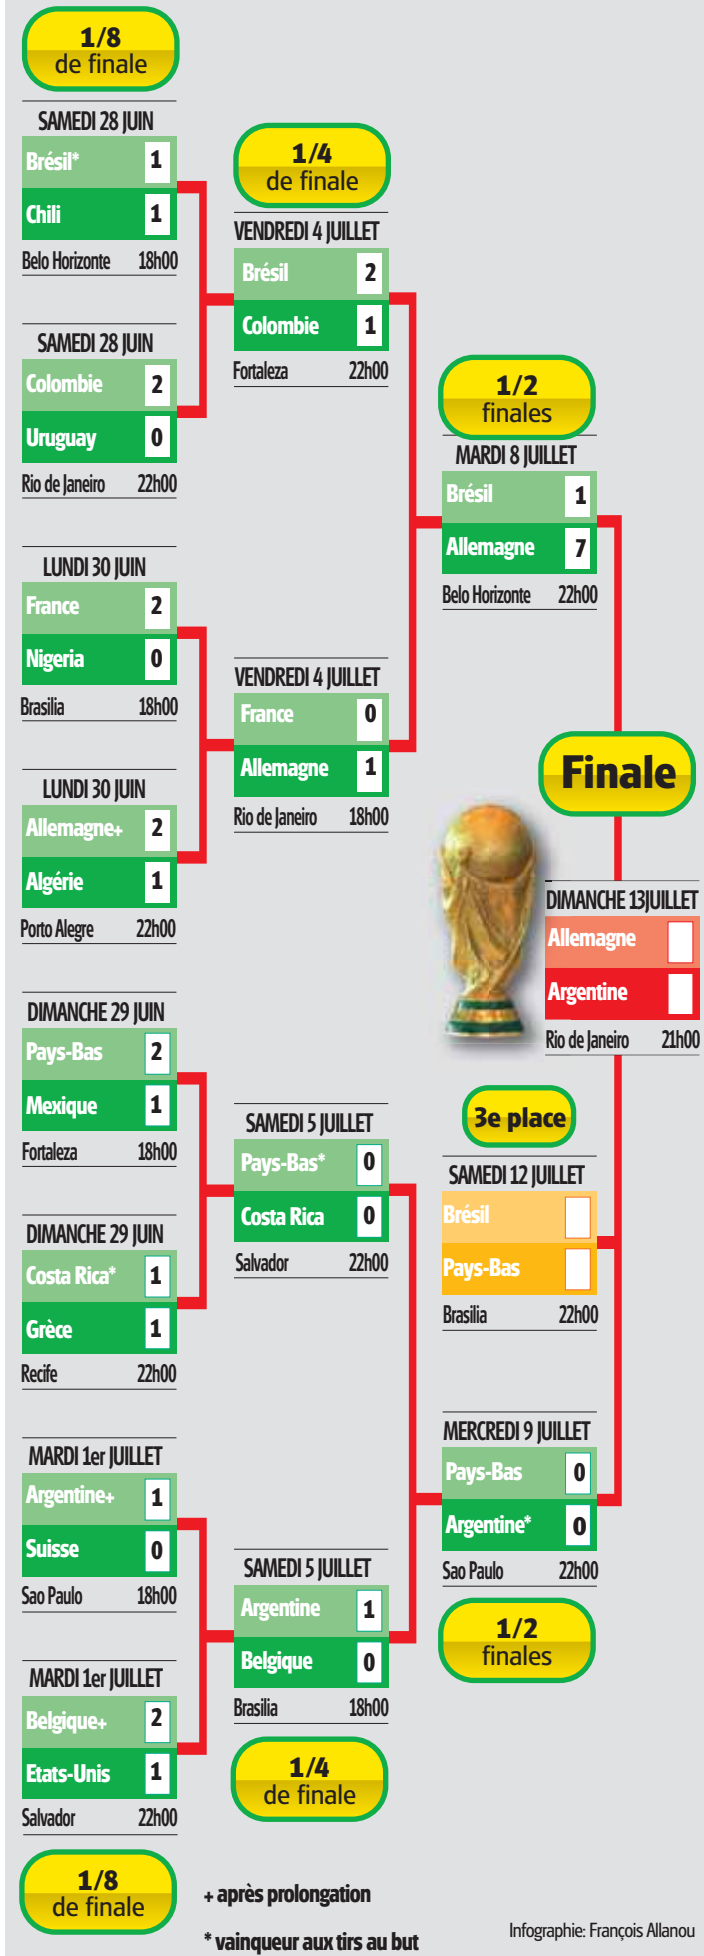 1/8
de finale
SAMEDI 28 JUIN
Brésil* 1
Chili 1
Belo Horizonte 18h00
SAMEDI 28 JUIN
Colombie 2
Uruguay 0
Rio de Janeiro 22h00
LUNDI 30 JUIN
France 2
Nigeria 0
Brasilia 18h00
LUNDI 30 JUIN
Allemagne+ 2
Algérie 1
Porto Alegre 22h00
DIMANCHE 29 JUIN
Pays-Bas 2
Mexique 1
Fortaleza 18h00
DIMANCHE 29 JUIN
Costa Rica* 1
Grèce 1
Recife 22h00
MARDI 1er JUILLET
Argentine+ 1
Suisse 0
Sao Paulo 18h00
MARDI 1er JUILLET
Belgique+ 2
Etats-Unis 1
Salvador 22h00
1/8
de finale
1/4
de finale
VENDREDI 4 JUILLET
Brésil 2
Colombie 1
Fortaleza 22h00
VENDREDI 4 JUILLET
France 0
Allemagne 1
Rio de Janeiro 18h00
SAMEDI 5 JUILLET
Pays-Bas* 0
Costa Rica 0
Salvador 22h00
SAMEDI 5 JUILLET
Argentine 1
Belgique 0
Brasilia 18h00
1/4
de finale
1/2
finales
MARDI 8 JUILLET
Brésil 1
Allemagne 7
Belo Horizonte 22h00
Finale
DIMANCHE 13JUILLET
Allemagne
Argentine
Rio de Janeiro 21h00
3e place
SAMEDI 12 JUILLET
Brésil
Pays-Bas
Brasilia 22h00
MERCREDI 9 JUILLET
Pays-Bas 0
Argentine* 0
Sao Paulo 22h00
1/2
finales
+ après prolongation
* vainqueur aux tirs au but
Infographie: François Allanou